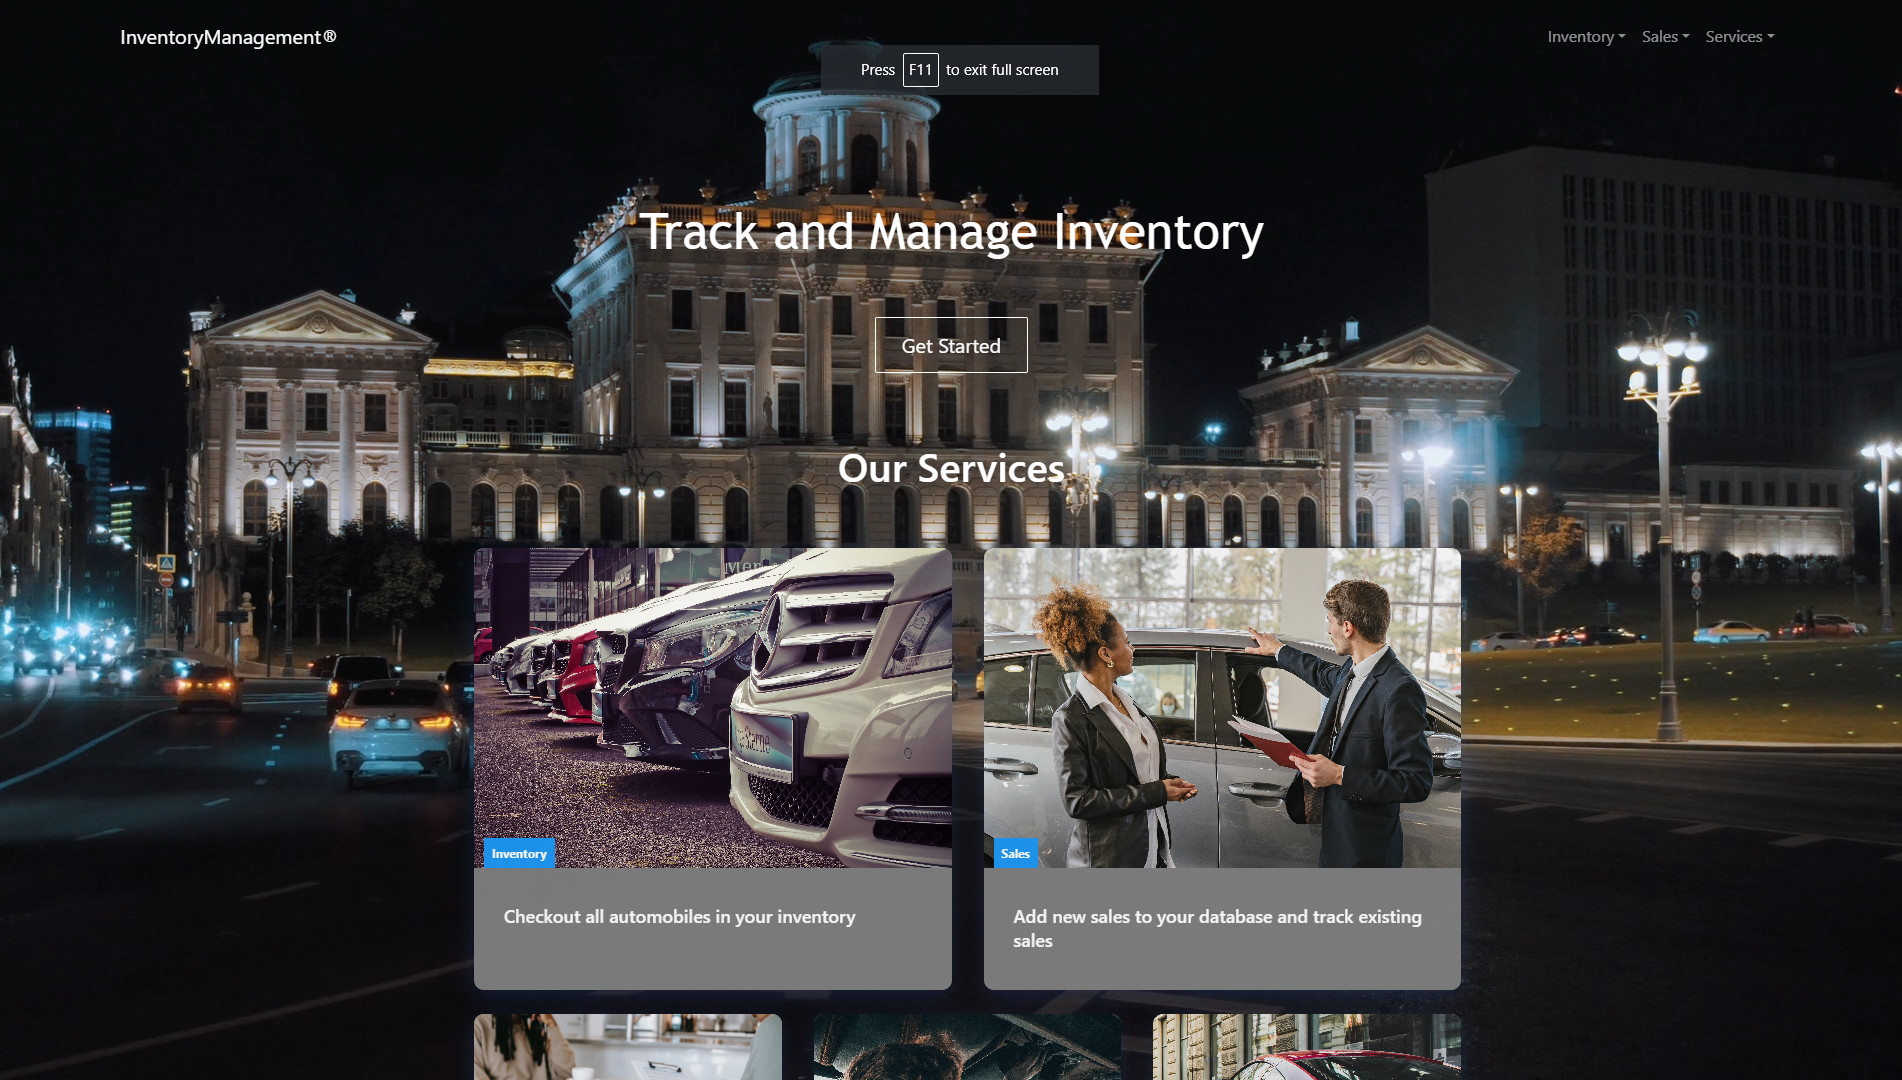 InventoryManagement®
Inventory Sales Services
Press F11 to exit full screen
Track and Manage Inventory
Get Started
Our Services
Inventory
Checkout all automobiles in your inventory
Sales
Add new sales to your database and track existing
sales